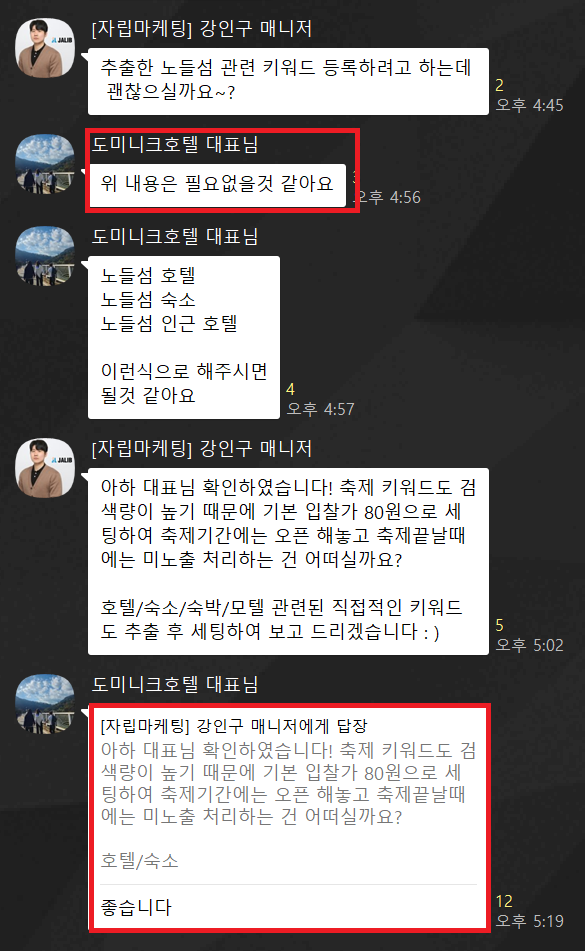 [자립마케팅] 강인구 매니저
JALIB
추출한 노들섬 관련 키워드 등록하려고 하는데
괜찮으실까요~?
2
오후 4:45
도미니크호텔 대표님
위 내용은 필요없을것 같아요
오후 4:56
도미니크호텔 대표님
노들섬 호텔
노들섬 숙소
노들섬 인근 호텔
이런식으로 해주시면
될것 같아요
4
오후 4:57
[자립마케팅] 강인구 매니저
JALIB
아하 대표님 확인하였습니다! 축제 키워드도 검
색량이 높기 때문에 기본 입찰가 80원으로 세
팅하여 축제기간에는 오픈 해놓고 축제끝날때
에는 미노출 처리하는 건 어떠실까요?
호텔/숙소/숙박/모텔 관련된 직접적인 키워드
도 추출 후 세팅하여 보고 드리겠습니다 : )
5
오후 5:02
도미니크호텔 대표님
[자립마케팅] 강인구 매니저에게 답장
아하 대표님 확인하였습니다! 축제 키워드도 검
색량이 높기 때문에 기본 입찰가 80원으로 세
팅하여 축제기간에는 오픈 해놓고 축제끝날때
에는 미노출 처리하는 건 어떠실까요?
호텔/숙소
좋습니다
12
오후 5:19